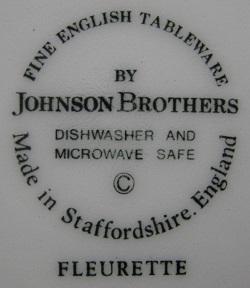 FINE ENGLISH TABLEWARE
BY
JOHNSON BROTHERS
DISHWASHER AND
MICROWAVE SAFE
©
Made in Staffordshire. England
FLEURETTE